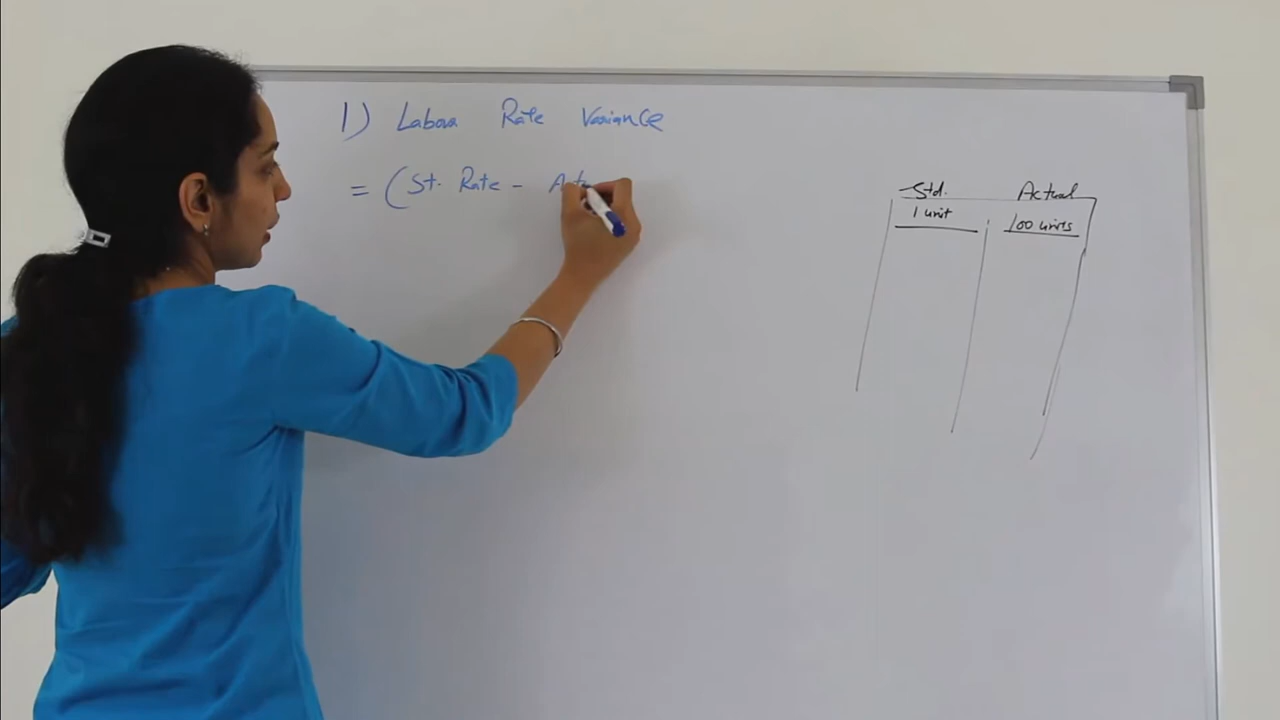 1) Labour Rate Variance
= (St. Rate - Act
Std. Actual
1 unit 100 units